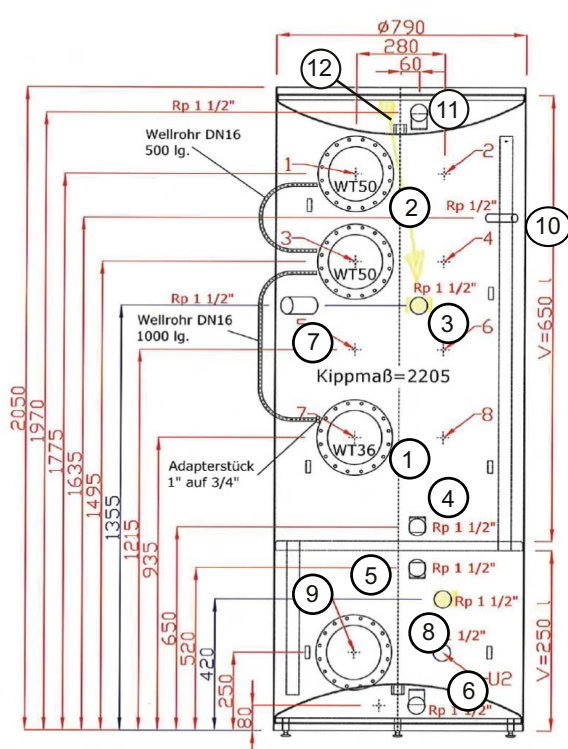 ø790
280
60
12
Rp 1 1/2"
11
Wellrohr DN16
500 lg.
1
WT50
2
2
Rp 1/2"
10
3
WT50
4
Rp 1 1/2"
Rp 1 1/2"
3
Wellrohr DN16
1000 lg.
7
6
Kippmaß=2205
V=650 l
7
8
WT36
1
Adapterstück
1" auf 3/4"
4
Rp 1 1/2"
5
Rp 1 1/2"
Rp 1 1/2"
9
8
1/2"
V=250 l
6
U2
Rp 1 1/2"
2050
1970
1775
1635
1495
1355
1215
935
650
520
420
250
80